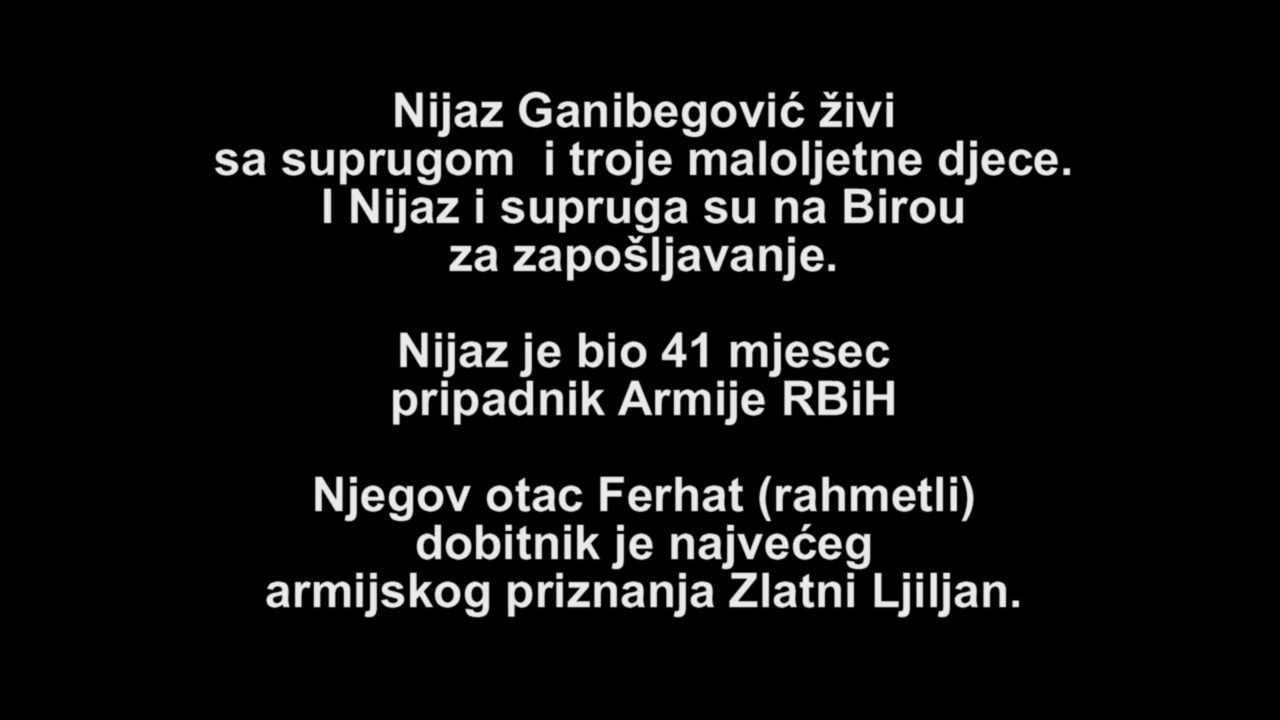 Nijaz Ganibegović živi
sa suprugom  i troje maloljetne djece.
I Nijaz i supruga su na Birou
za zapošljavanje.
Nijaz je bio 41 mjesec
pripadnik Armije RBiH
Njegov otac Ferhat (rahmetli)
dobitnik je najvećeg
armijskog priznanja Zlatni Ljiljan.